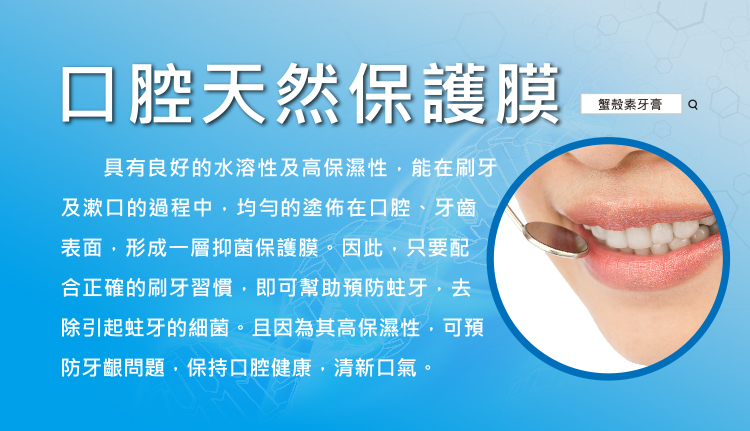 口腔天然保護膜
蟹殼素牙膏
具有良好的水溶性及高保濕性，能在刷牙
及漱口的過程中，均勻的塗佈在口腔、牙齒
表面，形成一層抑菌保護膜。因此，只要配
合正確的刷牙習慣，即可幫助預防蛀牙，去
除引起蛀牙的細菌。且因為其高保濕性，可預
防牙齦問題，保持口腔健康，清新口氣。